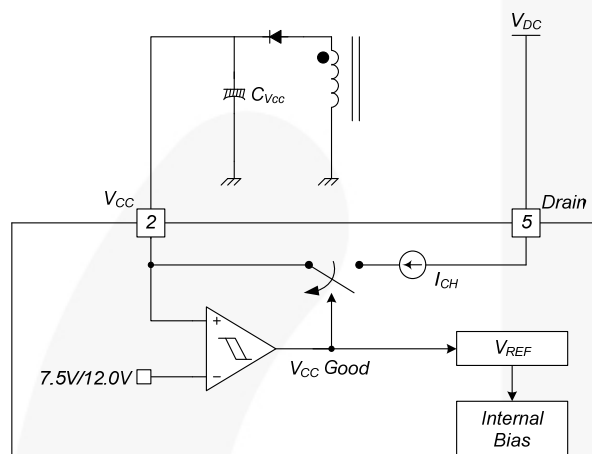 V_DC
C_Vcc
V_CC
2
5
Drain
I_CH
+
7.5V/12.0V
−
V_CC Good
V_REF
Internal
Bias